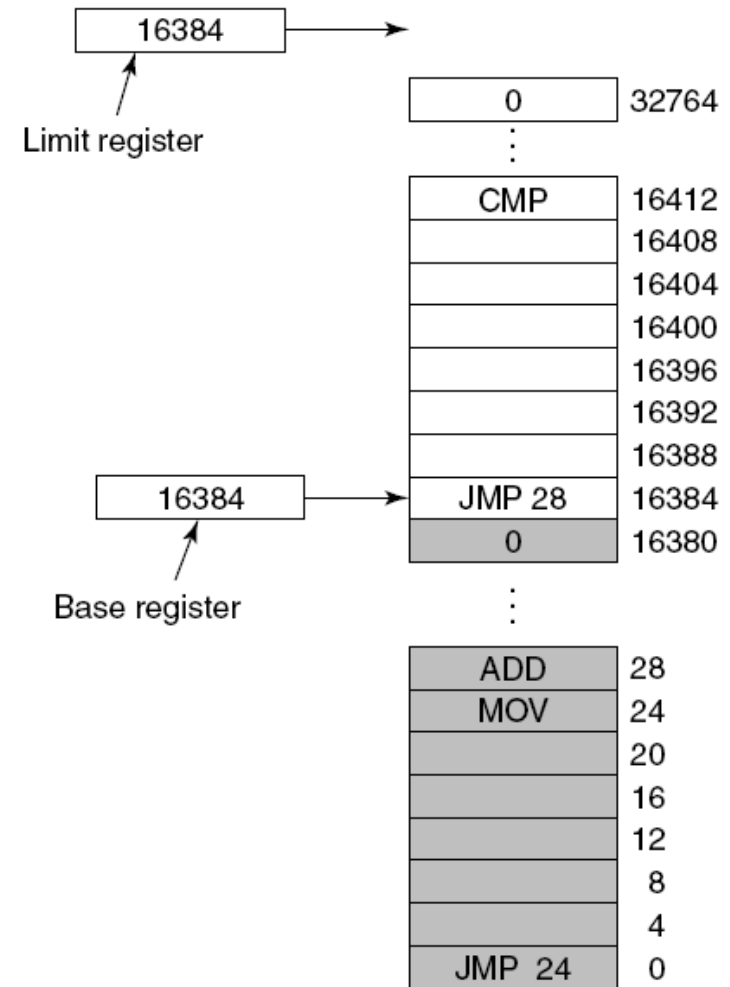 16384
Limit register
0 32764
CMP 16412
16408
16404
16400
16396
16392
16388
16384 JMP 28 16384
0 16380
Base register
ADD 28
MOV 24
20
16
12
8
4
JMP 24 0